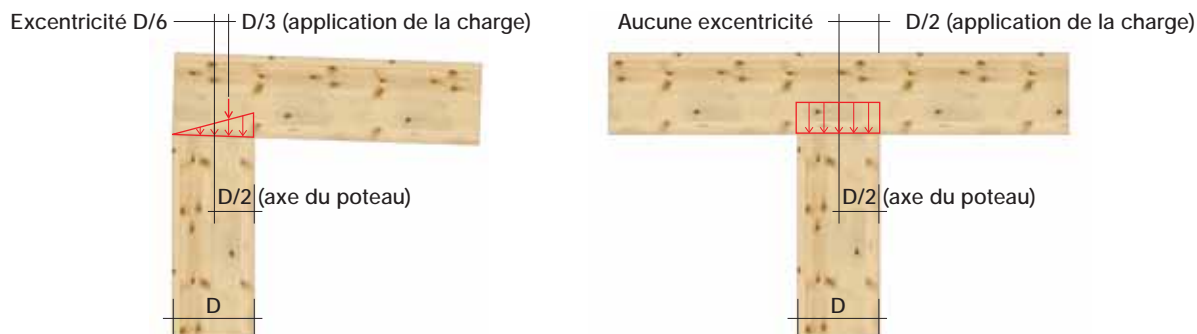 Excentricité D/6
D/3 (application de la charge)
D/2 (axe du poteau)
D
Aucune excentricité
D/2 (application de la charge)
D/2 (axe du poteau)
D